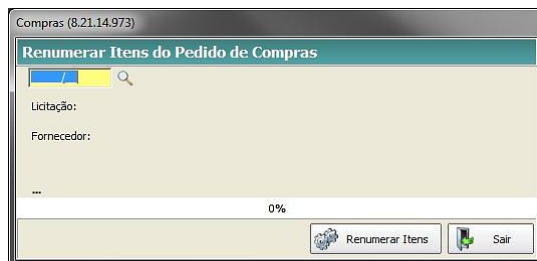 Compras (8.21.14.973)
Renumerar Itens do Pedido de Compras
/
Licitação:
Fornecedor:
...
0%
Renumerar Itens Sair